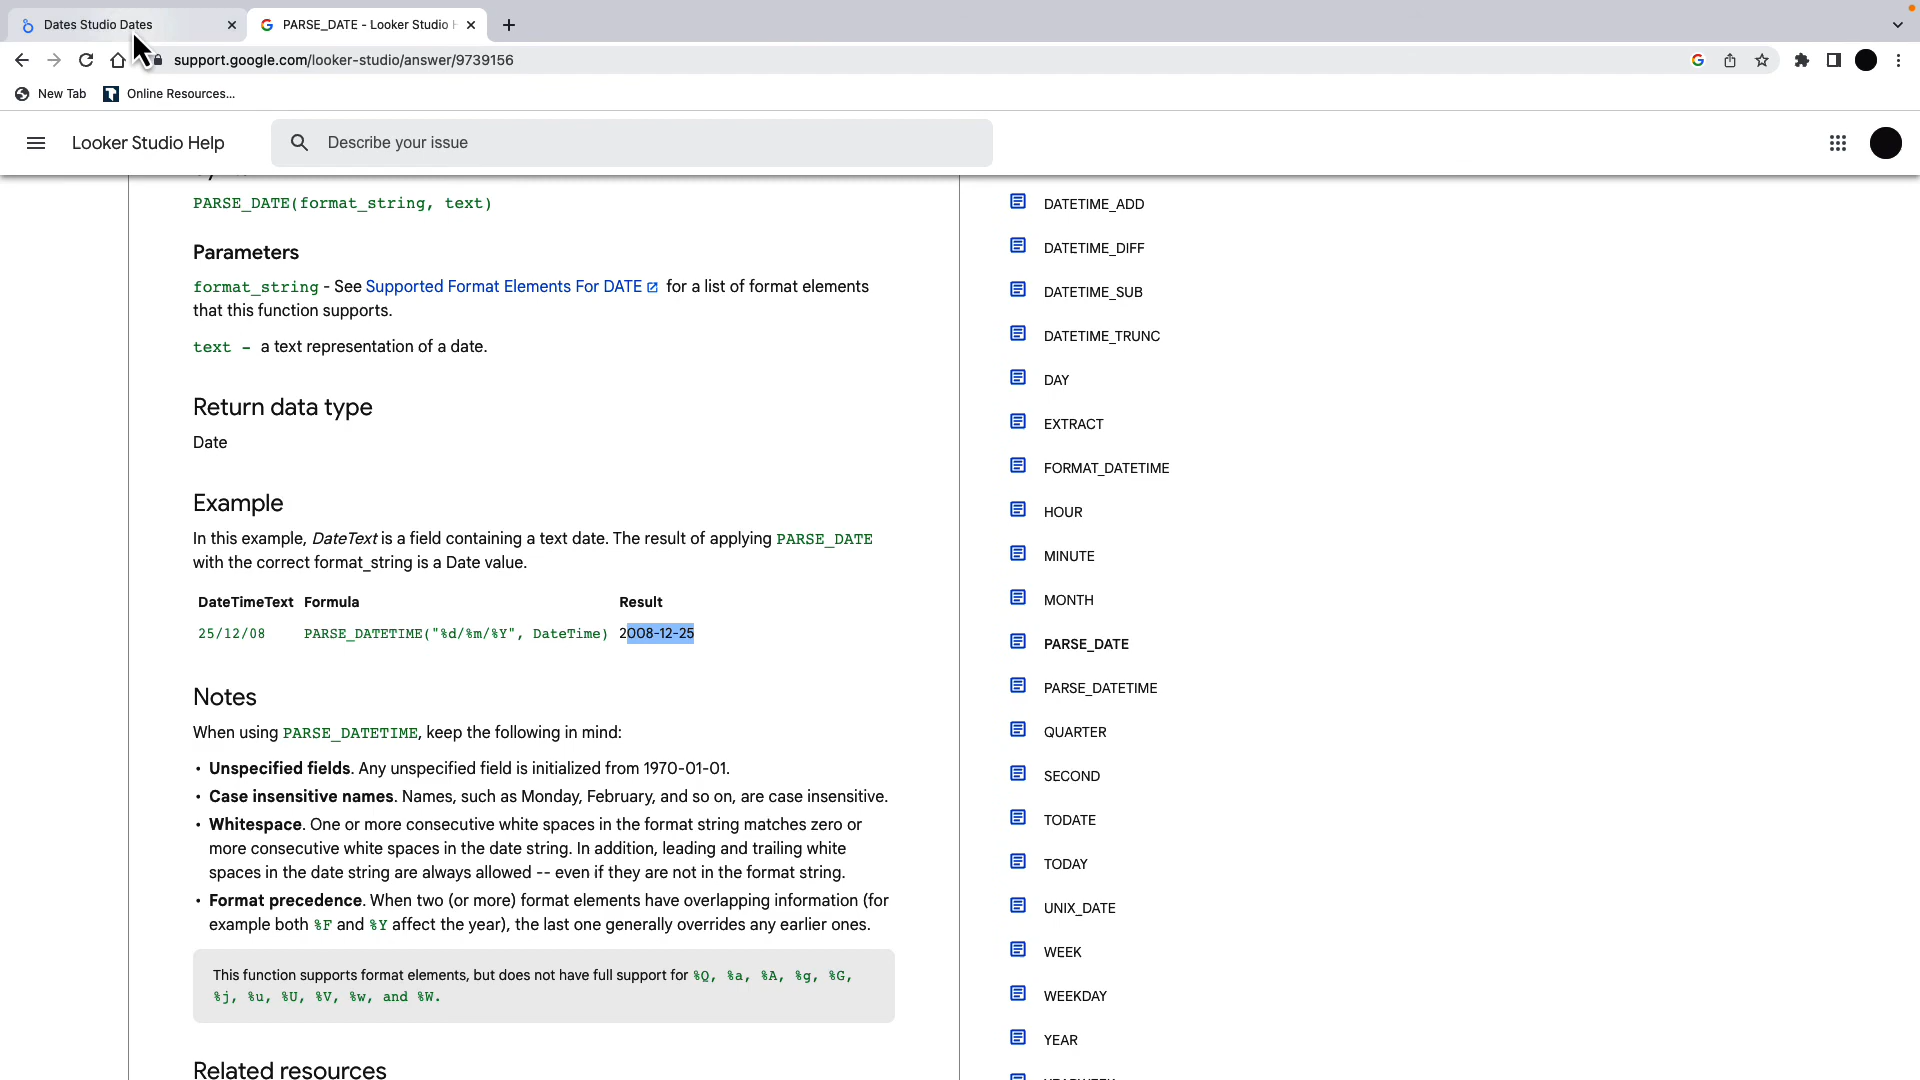 Dates Studio Dates
PARSE_DATE - Looker Studio H
support.google.com/looker-studio/answer/9739156
New Tab
Online Resources...
Looker Studio Help
Describe your issue
PARSE_DATE(format_string, text)
Parameters
format_string - See Supported Format Elements For DATE for a list of format elements
that this function supports.
text - a text representation of a date.
Return data type
Date
Example
In this example, DateText is a field containing a text date. The result of applying PARSE_DATE
with the correct format_string is a Date value.
DateTimeText Formula Result
25/12/08 PARSE_DATETIME("%d/%m/%Y", DateTime) 2008-12-25
Notes
When using PARSE_DATETIME, keep the following in mind:
• Unspecified fields. Any unspecified field is initialized from 1970-01-01.
• Case insensitive names. Names, such as Monday, February, and so on, are case insensitive.
• Whitespace. One or more consecutive white spaces in the format string matches zero or
more consecutive white spaces in the date string. In addition, leading and trailing white
spaces in the date string are always allowed -- even if they are not in the format string.
• Format precedence. When two (or more) format elements have overlapping information (for
example both %F and %Y affect the year), the last one generally overrides any earlier ones.
This function supports format elements, but does not have full support for %Q, %a, %A, %g, %G,
%j, %u, %U, %V, %w, and %W.
Related resources
DATETIME_ADD
DATETIME_DIFF
DATETIME_SUB
DATETIME_TRUNC
DAY
EXTRACT
FORMAT_DATETIME
HOUR
MINUTE
MONTH
PARSE_DATE
PARSE_DATETIME
QUARTER
SECOND
TODATE
TODAY
UNIX_DATE
WEEK
WEEKDAY
YEAR